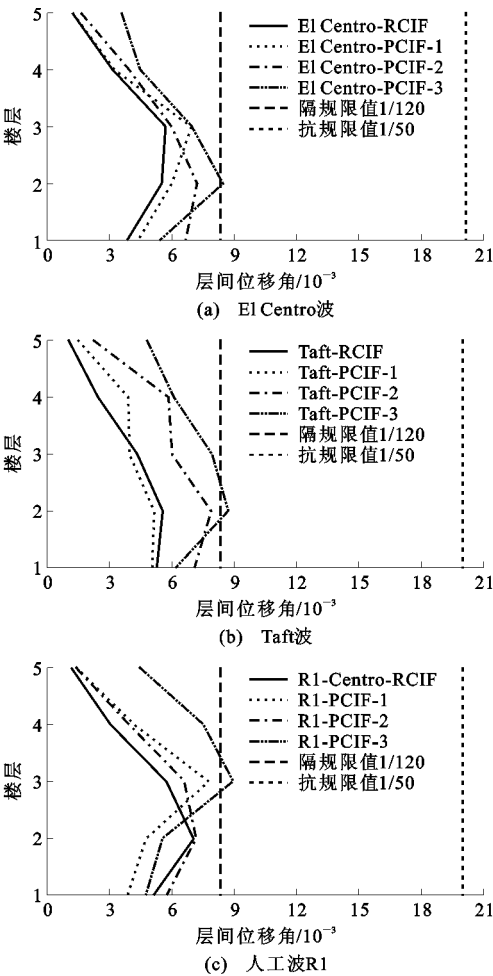 5
El Centro-RCIF
El Centro-PCIF-1
4
El Centro-PCIF-2
El Centro-PCIF-3
隔规限值1/120
楼层
3
抗规限值1/50
2
1
3 6 9 12 15 18 21
层间位移角/10⁻³
(a) El Centro波
5
Taft-RCIF
Taft-PCIF-1
4
Taft-PCIF-2
Taft-PCIF-3
隔规限值1/120
楼层
3
抗规限值1/50
2
1
0 3 6 9 12 15 18 21
层间位移角/10⁻³
(b) Taft波
5
R1-Centro-RCIF
R1-PCIF-1
4
R1-PCIF-2
R1-PCIF-3
隔规限值1/120
楼层
3
抗规限值1/50
2
1
0 3 6 9 12 15 18 21
层间位移角/10⁻³
(c) 人工波R1